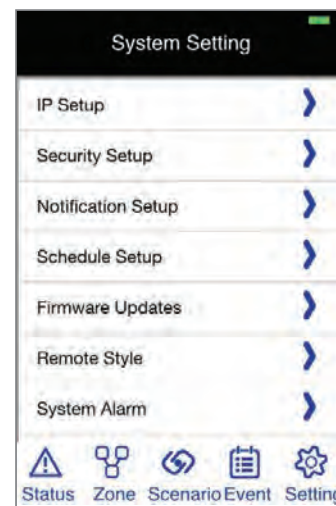 System Setting
IP Setup
Security Setup
Notification Setup
Schedule Setup
Firmware Updates
Remote Style
System Alarm
Status Zone Scenario Event Setting